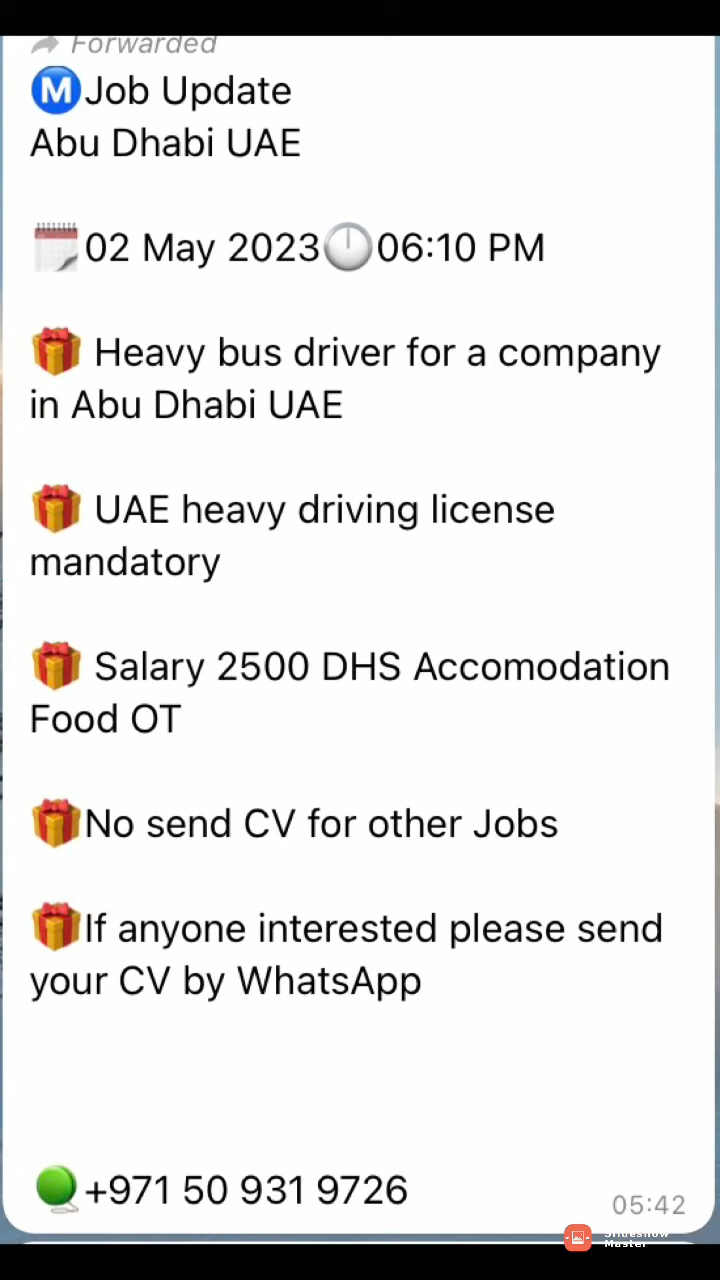 Forwarded
Ⓜ️Job Update
Abu Dhabi UAE
02 May 2023🕛06:10 PM
🎁 Heavy bus driver for a company
in Abu Dhabi UAE
🎁 UAE heavy driving license
mandatory
🎁 Salary 2500 DHS Accomodation
Food OT
🎁No send CV for other Jobs
🎁If anyone interested please send
your CV by WhatsApp
+971 50 931 9726
05:42
Slideshow
Master